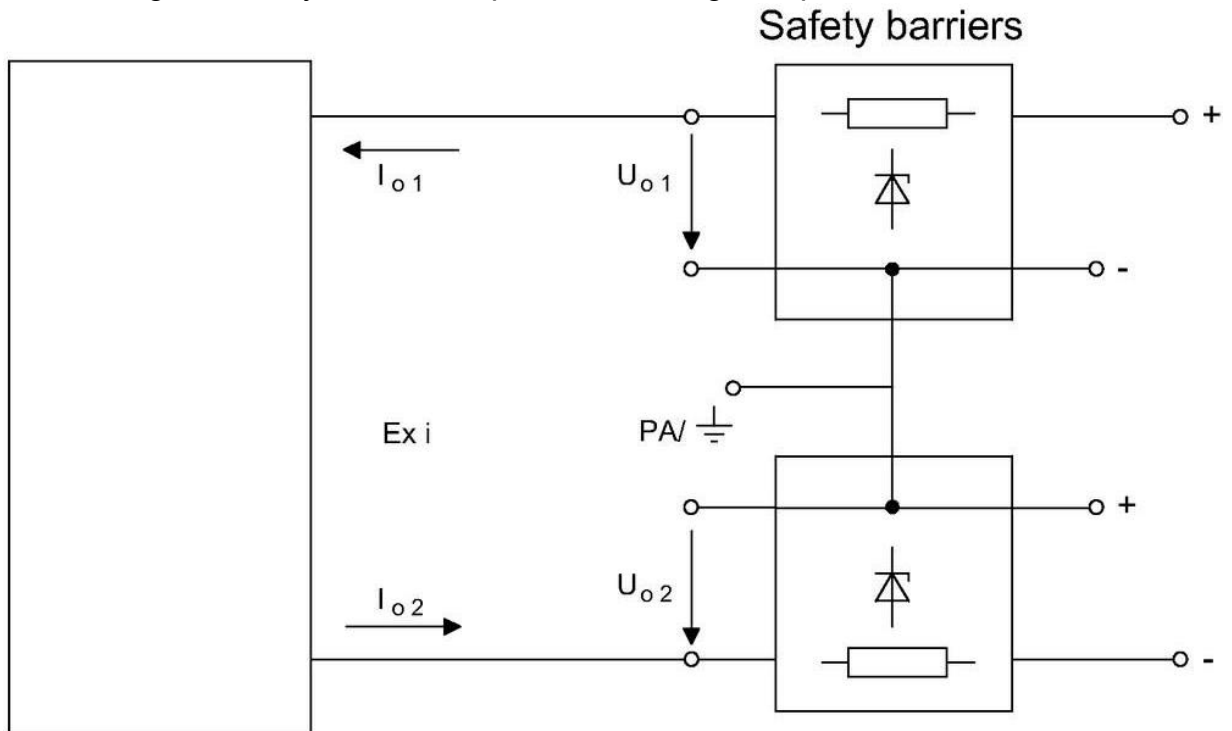 Safety barriers
+
I o 1
U o 1
-
Ex i
PA/
+
I o 2
U o 2
-